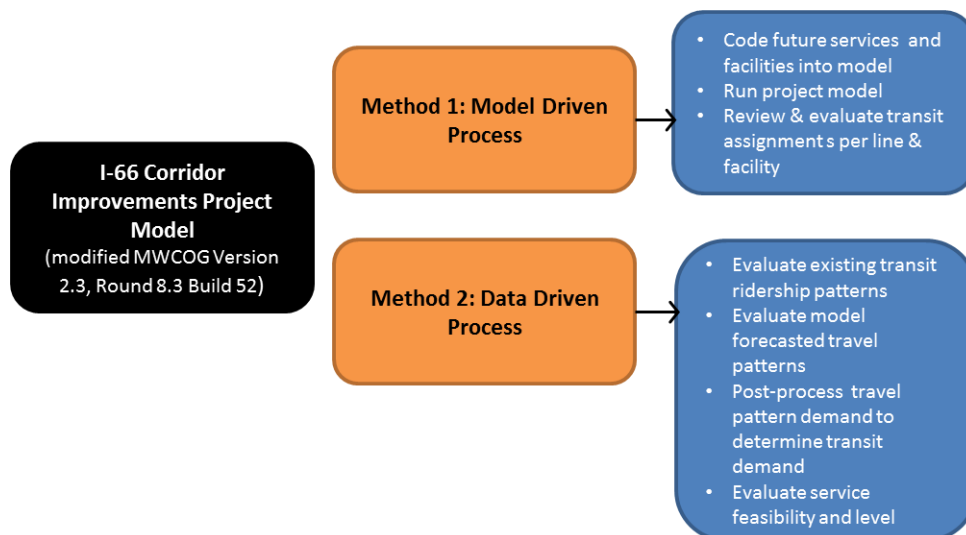 I-66 Corridor
Improvements Project
Model
(modified MWCOG Version
2.3, Round 8.3 Build 52)
Method 1: Model Driven
Process
• Code future services and
facilities into model
• Run project model
• Review & evaluate transit
assignment s per line &
facility
Method 2: Data Driven
Process
• Evaluate existing transit
ridership patterns
• Evaluate model
forecasted travel
patterns
• Post-process travel
pattern demand to
determine transit
demand
• Evaluate service
feasibility and level